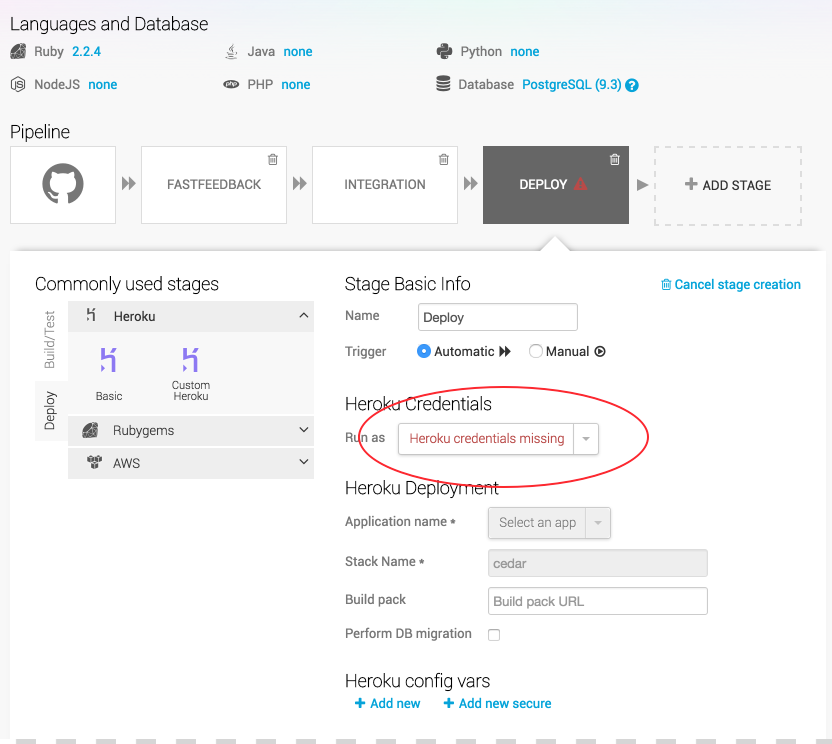 Languages and Database
Ruby 2.2.4 Java none Python none
NodeJS none PHP none Database PostgreSQL (9.3) ?
Pipeline
FASTFEEDBACK INTEGRATION DEPLOY + ADD STAGE
Commonly used stages
Build/Test
Deploy
Heroku
Basic
Custom
Heroku
Rubygems
AWS
Stage Basic Info
Cancel stage creation
Name Deploy
Trigger Automatic Manual
Heroku Credentials
Run as Heroku credentials missing
Heroku Deployment
Application name * Select an app
Stack Name * cedar
Build pack Build pack URL
Perform DB migration
Heroku config vars
+ Add new + Add new secure